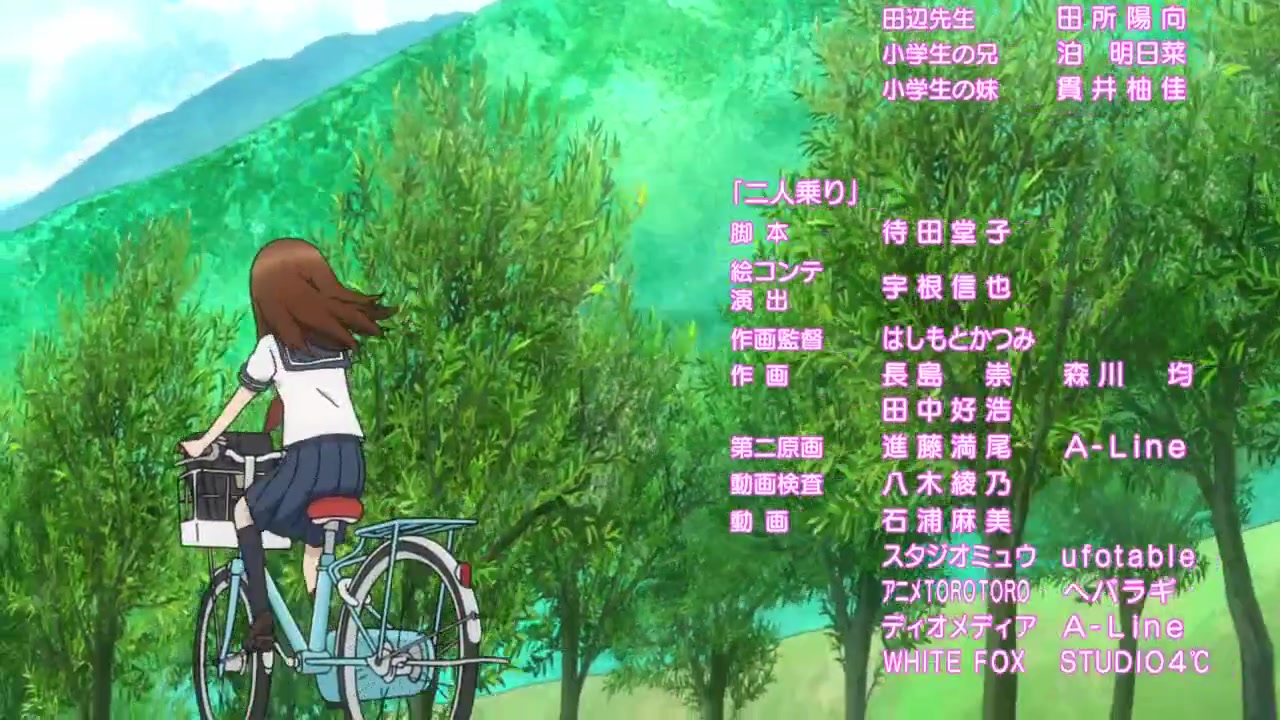 田辺先生 田所陽向
小学生の兄 泊 明日菜
小学生の妹 貫井柚佳
「二人乗り」
脚本 待田堂子
絵コンテ
演出 宇根信也
作画監督 はしもとかつみ
作画 長島 崇 森川 均
田中好浩
第二原画 進藤満尾 A-Line
動画検査 八木綾乃
動画 石浦麻美
スタジオミュウ ufotable
アニメTOROTORO ヘバラギ
ディオメディア A-Line
WHITE FOX STUDIO4℃